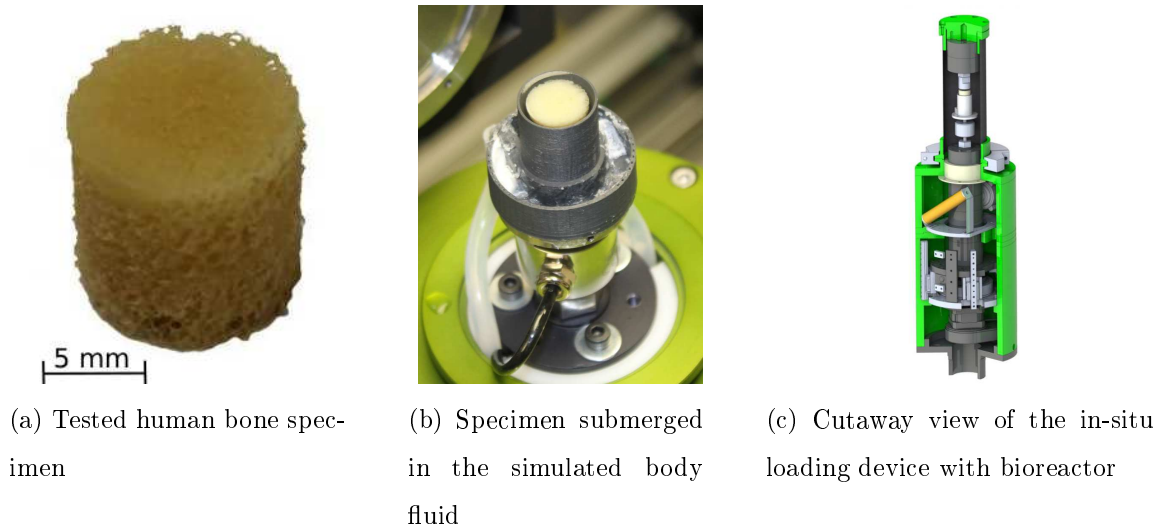 5 mm
(a) Tested human bone spec-
imen
(b) Specimen submerged
in the simulated body
fluid
(c) Cutaway view of the in-situ
loading device with bioreactor